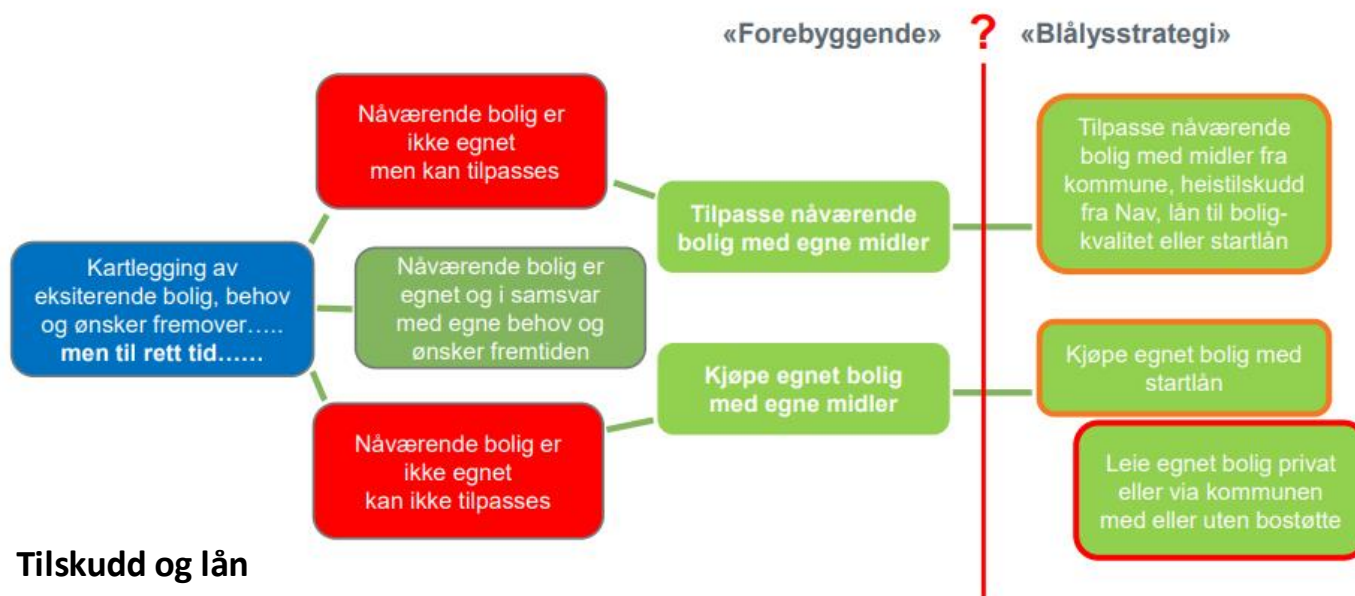 «Forebyggende» ? «Blålysstrategi»
Nåværende bolig er
ikke egnet
men kan tilpasses
Kartlegging av
eksiterende bolig, behov
og ønsker fremover.....
men til rett tid......
Nåværende bolig er
egnet og i samsvar
med egne behov og
ønsker fremtiden
Nåværende bolig er
ikke egnet
kan ikke tilpasses
Tilpasse nåværende
bolig med egne midler
Kjøpe egnet bolig
med egne midler
Tilpasse nåværende
bolig med midler fra
kommune, heistilskudd
fra Nav, lån til bolig-
kvalitet eller startlån
Kjøpe egnet bolig med
startlån
Leie egnet bolig privat
eller via kommunen
med eller uten bostøtte
Tilskudd og lån